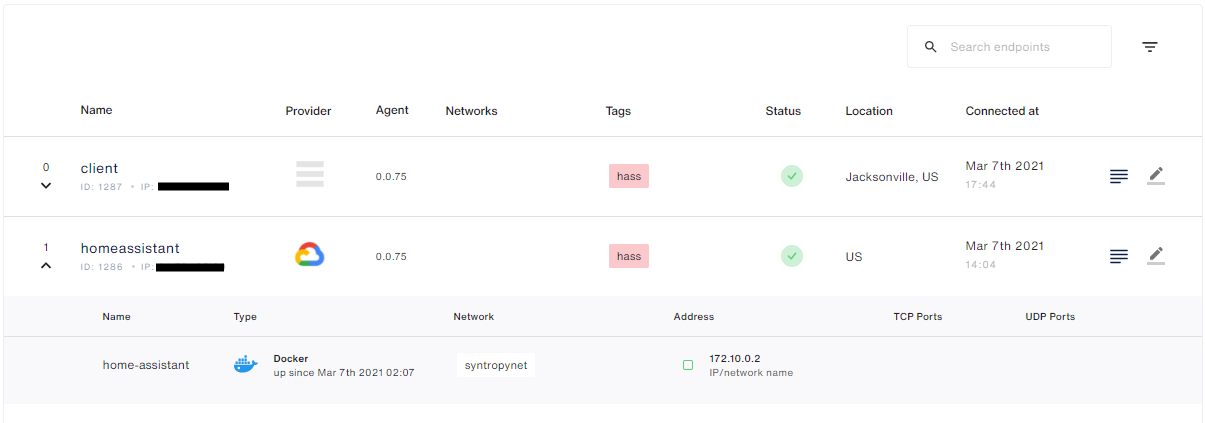 Search endpoints
Name Provider Agent Networks Tags Status Location Connected at
0 client 0.0.75 hass Jacksonville, US Mar 7th 2021
ID: 1287 • IP: 17:44
1 homeassistant 0.0.75 hass US Mar 7th 2021
ID: 1286 • IP: 14:04
Name Type Network Address TCP Ports UDP Ports
home-assistant Docker syntropynet 172.10.0.2
up since Mar 7th 2021 02:07 IP/network name